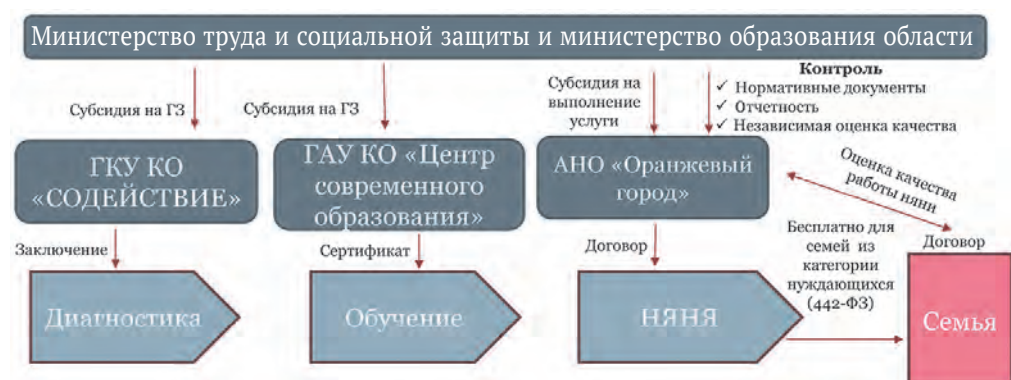 Министерство труда и социальной защиты и министерство образования области
Субсидия на ГЗ
Субсидия на ГЗ
Субсидия на
выполнение
услуги
Контроль
✓ Нормативные документы
✓ Отчетность
✓ Независимая оценка качества
ГКУ КО
«СОДЕЙСТВИЕ»
ГАУ КО «Центр
современного
образования»
АНО «Оранжевый
город»
Оценка качества
работы няни
Заключение
Сертификат
Договор
Бесплатно для
семей из
категории
нуждающихся
(442-ФЗ)
Договор
Диагностика
Обучение
НЯНЯ
Семья